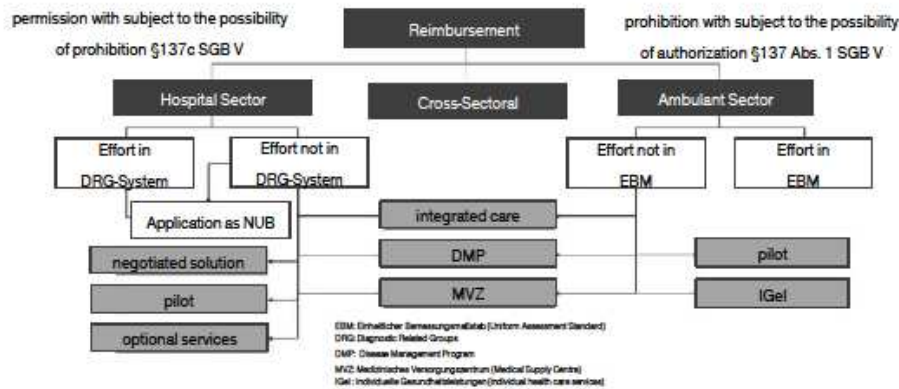 permission with subject to the possibility
of prohibition §137c SGB V
Reimbursement
prohibition with subject to the possibility
of authorization §137 Abs. 1 SGB V
Hospital Sector
Cross-Sectoral
Ambulant Sector
Effort in
DRG-System
Effort not in
DRG-System
Effort not in
EBM
Effort in
EBM
Application as NUB
integrated care
negotiated solution
DMP
pilot
pilot
MVZ
IGel
optional services
EBM: Einheitlicher Bemessungsmaßstab (Uniform Assessment Standard)
DRG: Diagnostic Related Groups
DMP: Disease Management Program
MVZ: Medizinisches Versorgungszentrum (Medical Supply Centre)
IGel: Individuelle Gesundheitsleistungen (individual health care services)